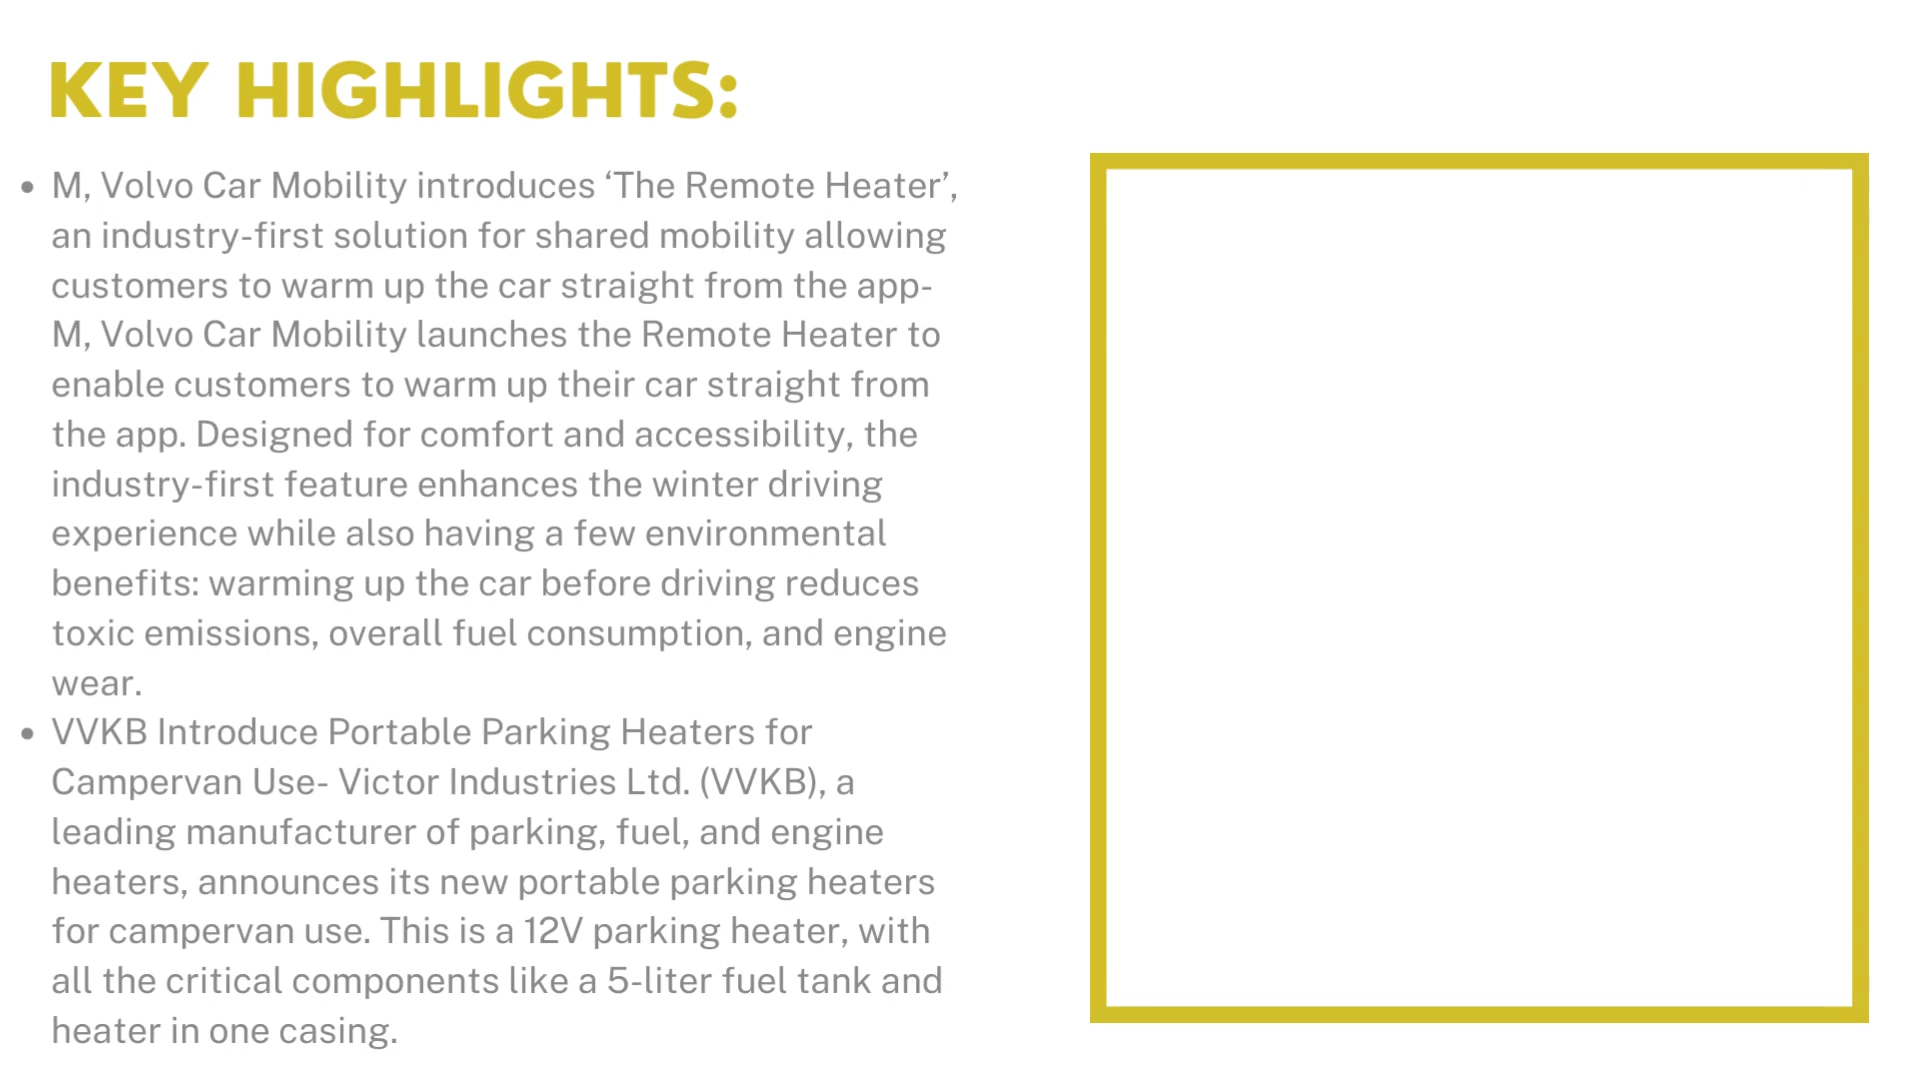 KEY HIGHLIGHTS:
• M, Volvo Car Mobility introduces ‘The Remote Heater’,
an industry-first solution for shared mobility allowing
customers to warm up the car straight from the app-
M, Volvo Car Mobility launches the Remote Heater to
enable customers to warm up their car straight from
the app. Designed for comfort and accessibility, the
industry-first feature enhances the winter driving
experience while also having a few environmental
benefits: warming up the car before driving reduces
toxic emissions, overall fuel consumption, and engine
wear.
• VVKB Introduce Portable Parking Heaters for
Campervan Use- Victor Industries Ltd. (VVKB), a
leading manufacturer of parking, fuel, and engine
heaters, announces its new portable parking heaters
for campervan use. This is a 12V parking heater, with
all the critical components like a 5-liter fuel tank and
heater in one casing.